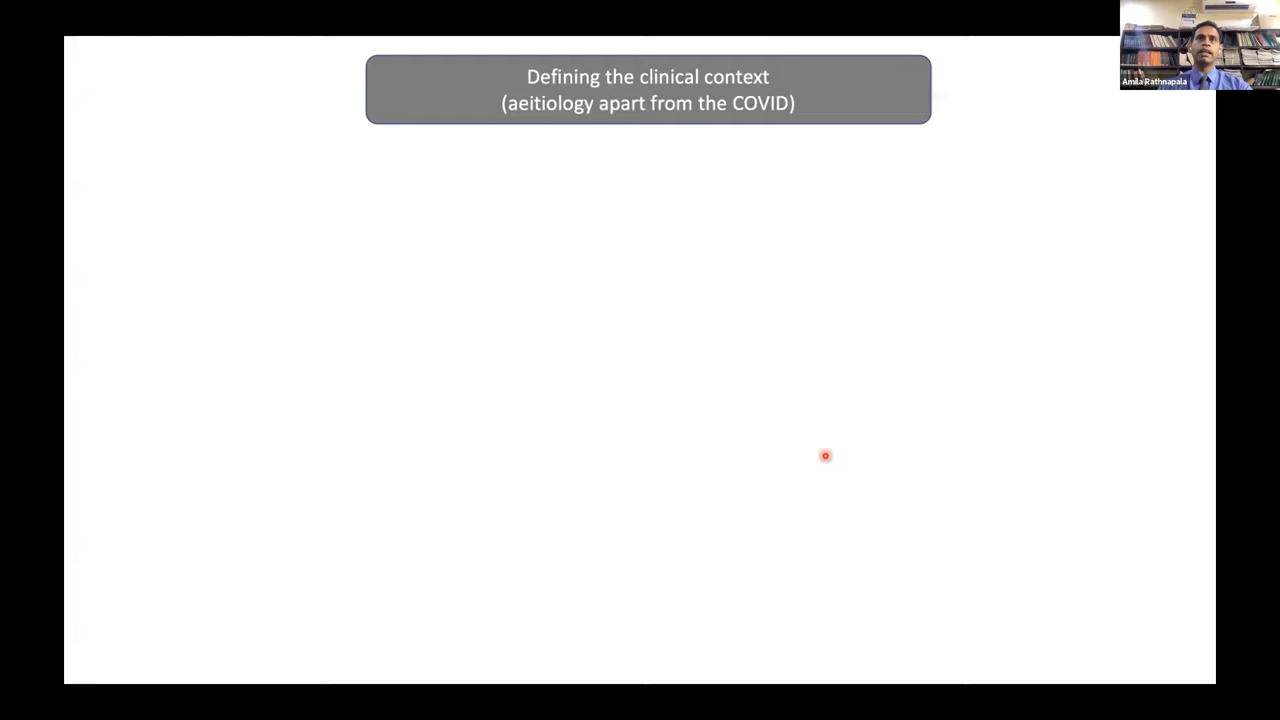 Defining the clinical context
(aeitiology apart from the COVID)
Amila Rathnapala